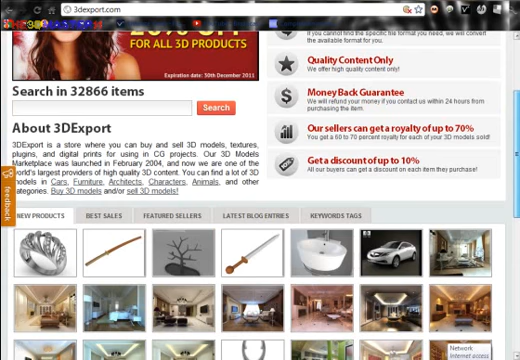 3dexport.com
FOR ALL 3D PRODUCTS
Expiration date: 30th December 2011
Search in 32866 items
Search
About 3DExport
3DExport is a store where you can buy and sell 3D models, textures,
plugins, and digital prints for using in CG projects. Our 3D Models
Marketplace was launched in February 2004, and now we are one of the
world's largest providers of high quality 3D content. You can find a lot of 3D
models in Cars, Furniture, Architects, Characters, Animals, and other
categories. Buy 3D models and/or sell 3D models!
feedback
the available format for you.
Quality Content Only
We offer high quality content only!
Money Back Guarantee
We will refund your money if you contact us within 24 hours from
purchasing the item.
Our sellers can get a royalty of up to 70%
You get a 60 to 70 percent royalty for each of your 3D models sold!
Get a discount of up to 10%
All our buyers can get a discount on each item they purchase!
NEW PRODUCTS
BEST SALES
FEATURED SELLERS
LATEST BLOG ENTRIES
KEYWORDS TAGS
Network
Internet access